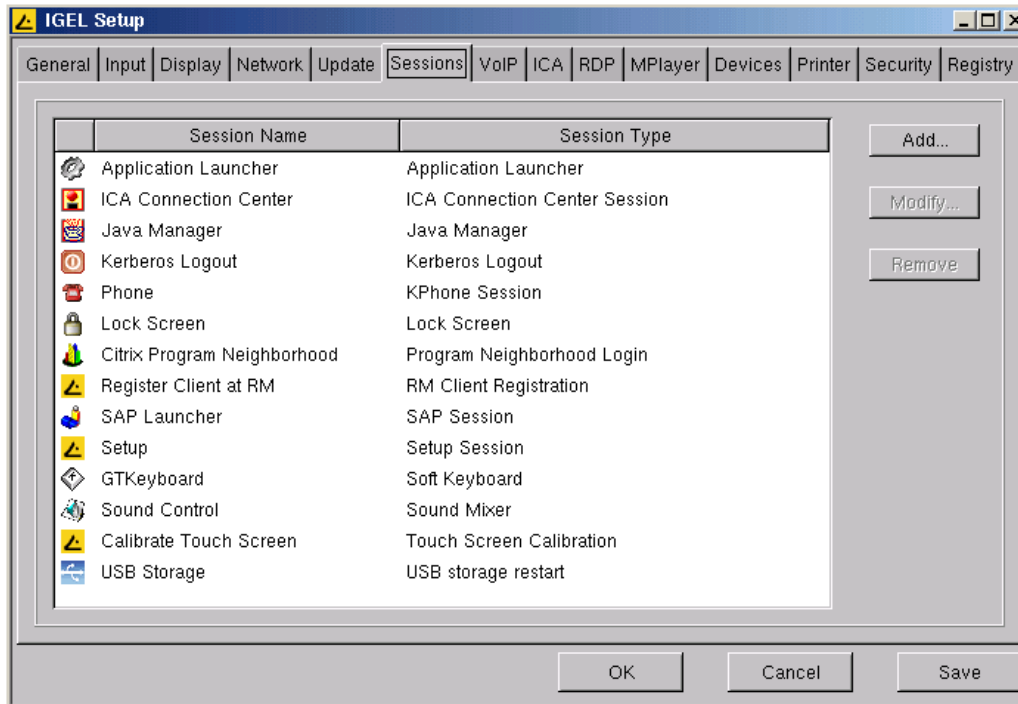 IGEL Setup
General Input Display Network Update Sessions VoIP ICA RDP MPlayer Devices Printer Security Registry
Session Name Session Type
Application Launcher Application Launcher
ICA Connection Center ICA Connection Center Session
Java Manager Java Manager
Kerberos Logout Kerberos Logout
Phone KPhone Session
Lock Screen Lock Screen
Citrix Program Neighborhood Program Neighborhood Login
Register Client at RM RM Client Registration
SAP Launcher SAP Session
Setup Setup Session
GTKeyboard Soft Keyboard
Sound Control Sound Mixer
Calibrate Touch Screen Touch Screen Calibration
USB Storage USB storage restart
Add...
Modify...
Remove
OK Cancel Save